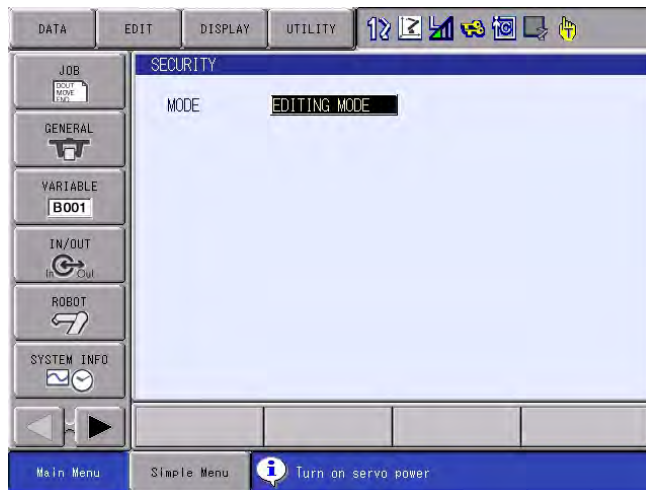 DATA
EDIT
DISPLAY
UTILITY
JOB
DOUT
MOVE
END
GENERAL
VARIABLE
B001
IN/OUT
In Out
ROBOT
SYSTEM INFO
SECURITY
MODE EDITING MODE
Main Menu
Simple Menu
Turn on servo power